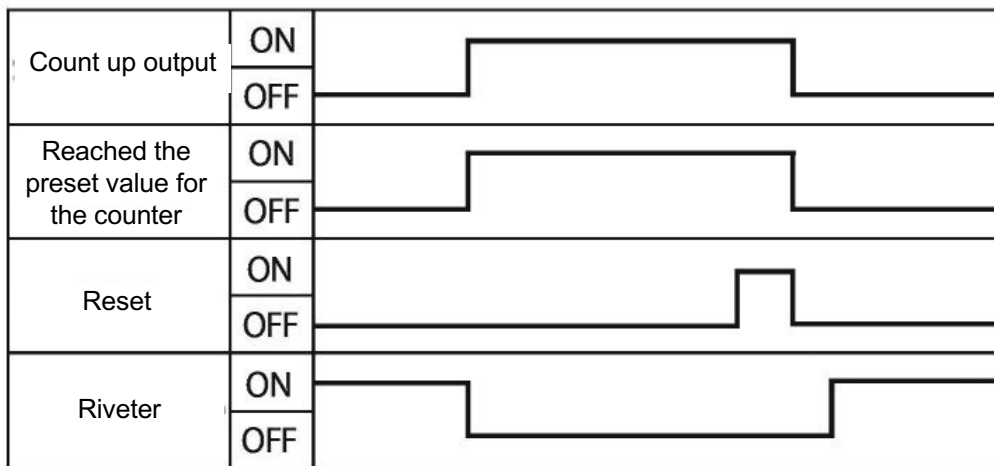 Count up output
ON
OFF
Reached the
preset value for
the counter
ON
OFF
Reset
ON
OFF
Riveter
ON
OFF